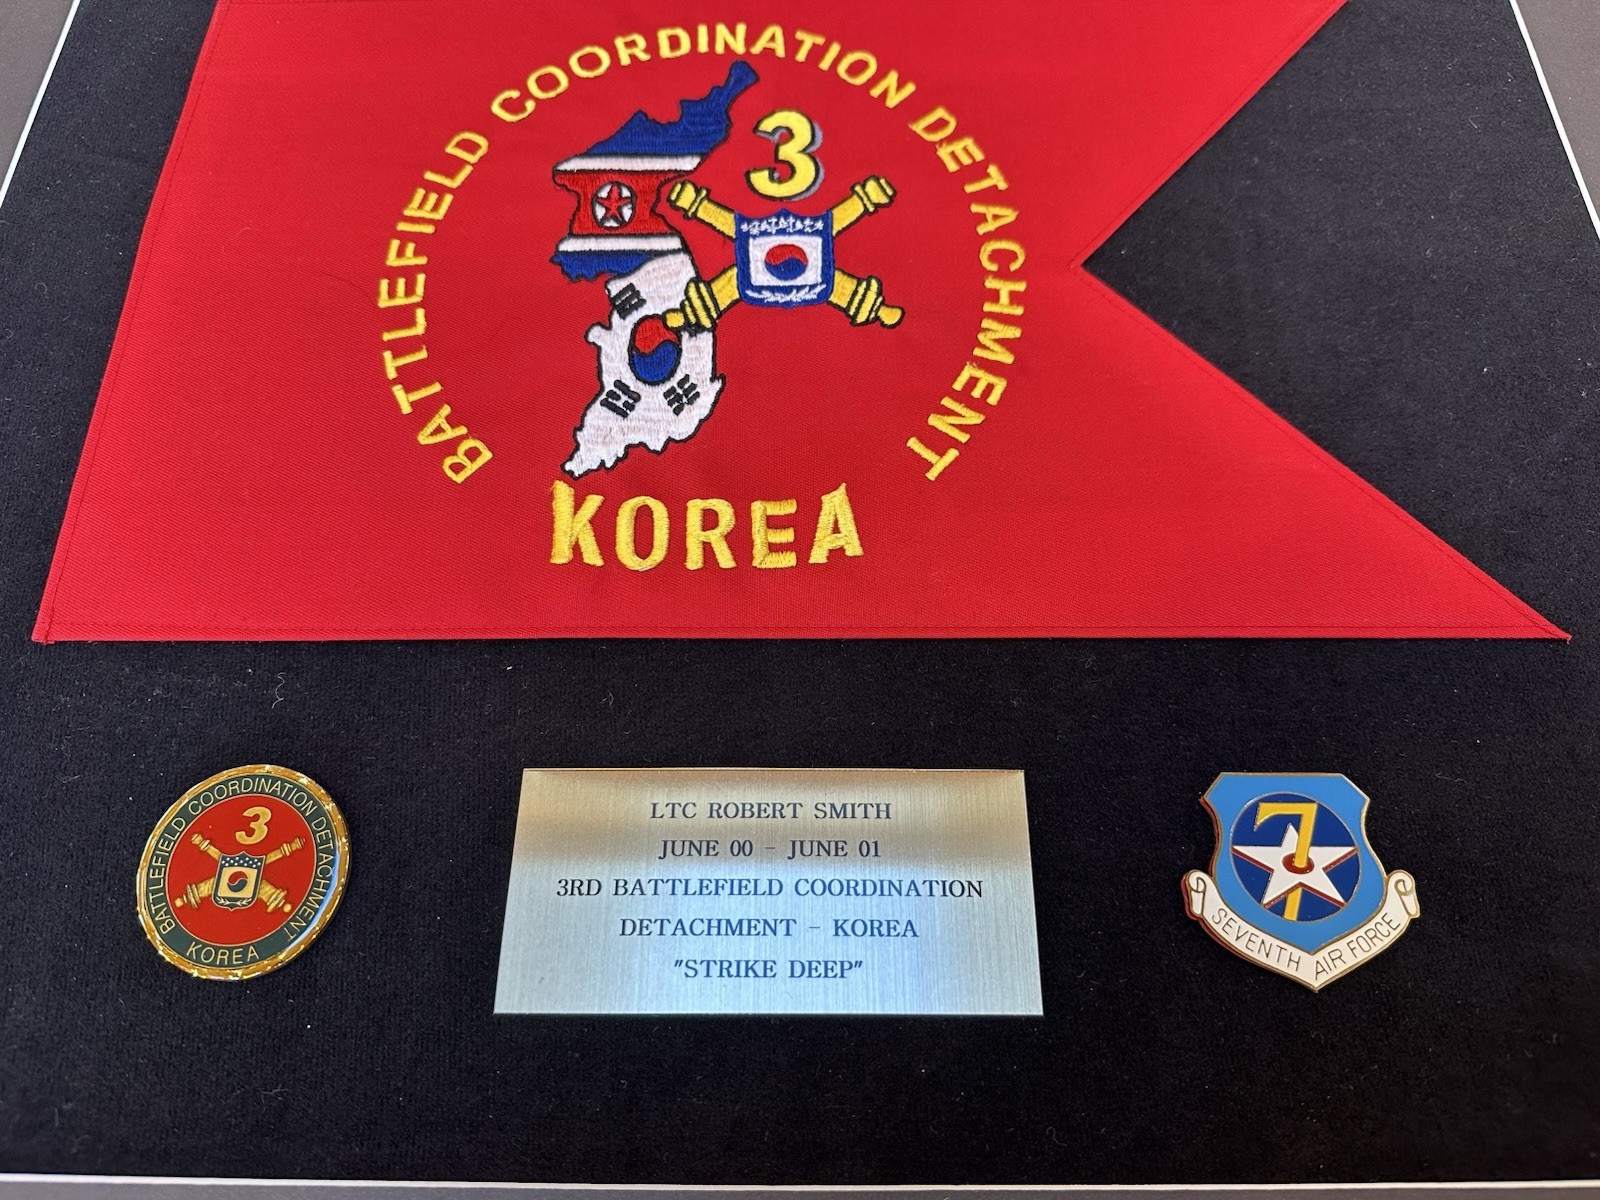 BATTLEFIELD COORDINATION DETACHMENT
3
KOREA
BATTLEFIELD COORDINATION DETACHMENT
3
KOREA
LTC ROBERT SMITH
JUNE 00 - JUNE 01
3RD BATTLEFIELD COORDINATION
DETACHMENT - KOREA
"STRIKE DEEP"
7
SEVENTH AIR FORCE